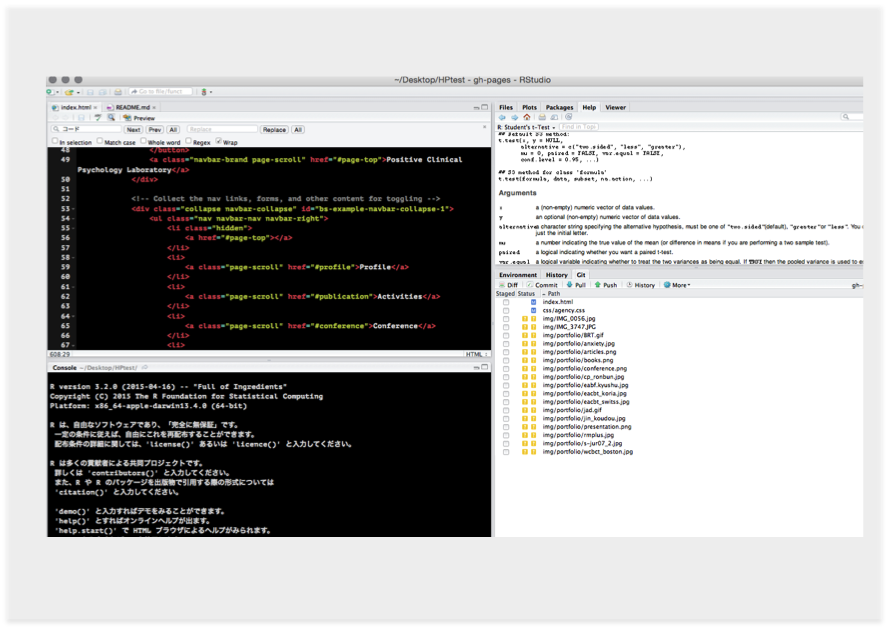 ~/Desktop/HPtest - gh-pages - RStudio
Go to file/funct
index.html
README.md
Preview
コード
Next Prev All Replace Replace All
In selection Match case Whole word Regex Wrap
48 </button>
49 <a class="navbar-brand page-scroll" href="#page-top">Positive Clinical
Psychology Laboratory</a>
50 </div>
51
52 <!-- Collect the nav links, forms, and other content for toggling -->
53 <div class="collapse navbar-collapse" id="bs-example-navbar-collapse-1">
54 <ul class="nav navbar-nav navbar-right">
55 <li class="hidden">
56 <a href="#page-top"></a>
57 </li>
58 <li>
59 <a class="page-scroll" href="#profile">Profile</a>
60 </li>
61 <li>
62 <a class="page-scroll" href="#publication">Activities</a>
63 </li>
64 <li>
65 <a class="page-scroll" href="#conference">Conference</a>
66 </li>
67 <li>
608:29 HTML
Console ~/Desktop/HPtest/
R version 3.2.0 (2015-04-16) -- "Full of Ingredients"
Copyright (C) 2015 The R Foundation for Statistical Computing
Platform: x86_64-apple-darwin13.4.0 (64-bit)
R は、自由なソフトウェアであり、「完全に無保証」です。
一定の条件に従えば、自由にこれを再配布することができます。
配布条件の詳細に関しては、'license()' あるいは 'licence()' と入力してください。
R は多くの貢献者による共同プロジェクトです。
詳しくは 'contributors()' と入力してください。
また、R や R のパッケージを出版物で引用する際の形式については
'citation()' と入力してください。
'demo()' と入力すればデモをみることができます。
'help()' とすればオンラインヘルプが出ます。
'help.start()' で HTML ブラウザによるヘルプがみられます。
Files Plots Packages Help Viewer
R: Student's t-Test Find in Topic
## Default S3 method:
t.test(x, y = NULL,
alternative = c("two.sided", "less", "greater"),
mu = 0, paired = FALSE, var.equal = FALSE,
conf.level = 0.95, ...)
## S3 method for class 'formula'
t.test(formula, data, subset, na.action, ...)
Arguments
x a (non-empty) numeric vector of data values.
y an optional (non-empty) numeric vector of data values.
alternative a character string specifying the alternative hypothesis, must be one of "two.sided" (default), "greater" or "less". You
just the initial letter.
mu a number indicating the true value of the mean (or difference in means if you are performing a two sample test).
paired a logical indicating whether you want a paired t-test.
var.equal a logical variable indicating whether to treat the two variances as being equal. If TRUE then the pooled variance is used to
Environment History Git
Diff Commit Pull Push History More gh-
Staged Status Path
index.html
css/agency.css
img/IMG_0056.jpg
img/IMG_3747.JPG
img/portfolio/BRT.gif
img/portfolio/anxiety.jpg
img/portfolio/articles.png
img/portfolio/books.png
img/portfolio/conference.png
img/portfolio/cp_ronbun.jpg
img/portfolio/eabf.kyushu.jpg
img/portfolio/eacbt_koria.jpg
img/portfolio/eacbt_switss.jpg
img/portfolio/jad.gif
img/portfolio/jin_koudou.jpg
img/portfolio/presentation.png
img/portfolio/rmplus.jpg
img/portfolio/s-jur07_2.jpg
img/portfolio/wcbct_boston.jpg